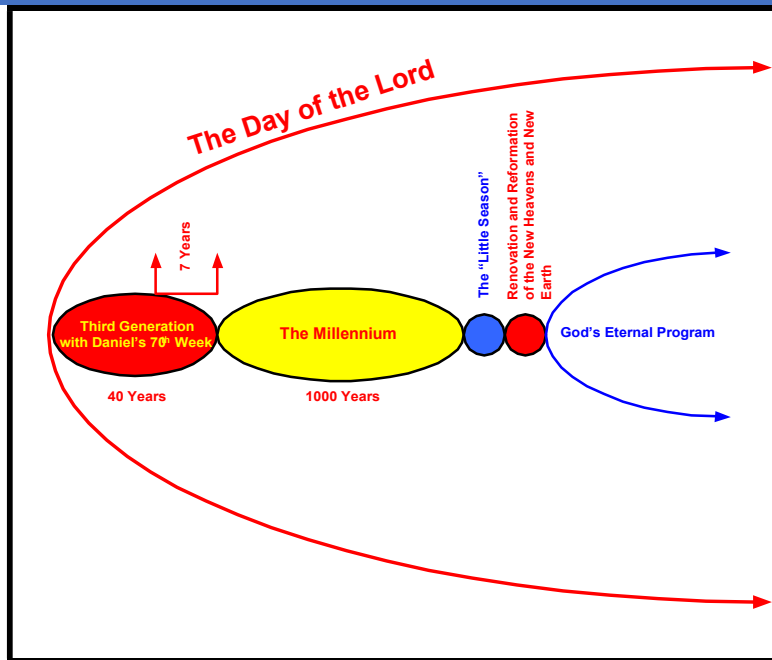 The Day of the Lord
7 Years
Third Generation
with Daniel's 70th Week
40 Years
The Millennium
1000 Years
The "Little Season"
Renovation and Reformation
of the New Heavens and New
Earth
God's Eternal Program